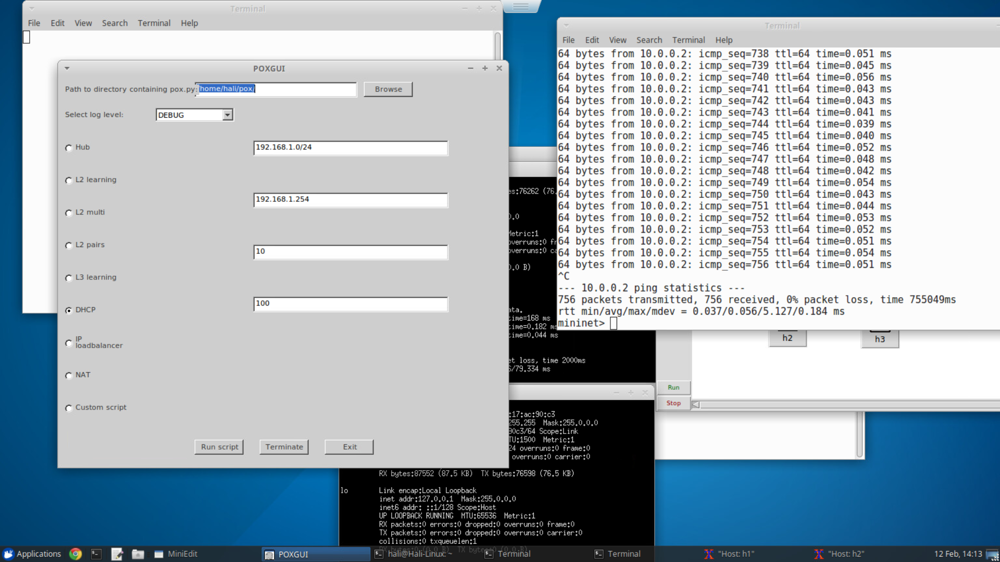 Terminal
File Edit View Search Terminal Help
POXGUI
Path to directory containing pox.py: /home/hali/pox/ Browse
Select log level: DEBUG
Hub
192.168.1.0/24
L2 learning
192.168.1.254
L2 multi
L2 pairs
10
L3 learning
DHCP
100
IP
loadbalancer
NAT
Custom script
Run script Terminate Exit
Terminal
File Edit View Search Terminal Help
64 bytes from 10.0.0.2: icmp_seq=738 ttl=64 time=0.051 ms
64 bytes from 10.0.0.2: icmp_seq=739 ttl=64 time=0.045 ms
64 bytes from 10.0.0.2: icmp_seq=740 ttl=64 time=0.056 ms
64 bytes from 10.0.0.2: icmp_seq=741 ttl=64 time=0.043 ms
64 bytes from 10.0.0.2: icmp_seq=742 ttl=64 time=0.043 ms
64 bytes from 10.0.0.2: icmp_seq=743 ttl=64 time=0.041 ms
64 bytes from 10.0.0.2: icmp_seq=744 ttl=64 time=0.039 ms
64 bytes from 10.0.0.2: icmp_seq=745 ttl=64 time=0.040 ms
64 bytes from 10.0.0.2: icmp_seq=746 ttl=64 time=0.052 ms
64 bytes from 10.0.0.2: icmp_seq=747 ttl=64 time=0.048 ms
64 bytes from 10.0.0.2: icmp_seq=748 ttl=64 time=0.042 ms
64 bytes from 10.0.0.2: icmp_seq=749 ttl=64 time=0.054 ms
64 bytes from 10.0.0.2: icmp_seq=750 ttl=64 time=0.043 ms
64 bytes from 10.0.0.2: icmp_seq=751 ttl=64 time=0.044 ms
64 bytes from 10.0.0.2: icmp_seq=752 ttl=64 time=0.053 ms
64 bytes from 10.0.0.2: icmp_seq=753 ttl=64 time=0.052 ms
64 bytes from 10.0.0.2: icmp_seq=754 ttl=64 time=0.051 ms
64 bytes from 10.0.0.2: icmp_seq=755 ttl=64 time=0.054 ms
64 bytes from 10.0.0.2: icmp_seq=756 ttl=64 time=0.051 ms
^C
--- 10.0.0.2 ping statistics ---
756 packets transmitted, 756 received, 0% packet loss, time 755049ms
rtt min/avg/max/mdev = 0.037/0.056/5.127/0.184 ms
mininet>
es:76262 (76.
0.0
Metric:1
overruns:0 fr
overruns:0 ca
0.0 B)
ata.
time=168 ms
time=0.182 ms
time=0.044 ms
et loss, time 2000ms
6/79.334 ms
h2 h3
Run
Stop
:17:ac:90:c3
255.255 Mask:255.0.0.0
90c3/64 Scope:Link
TU:1500 Metric:1
24 overruns:0 frame:0
overruns:0 carrier:0
RX bytes:87552 (87.5 KB) TX bytes:76598 (76.5 KB)
lo Link encap:Local Loopback
inet addr:127.0.0.1 Mask:255.0.0.0
inet6 addr: ::1/128 Scope:Host
UP LOOPBACK RUNNING MTU:65536 Metric:1
RX packets:0 errors:0 dropped:0 overruns:0 frame:0
TX packets:0 errors:0 dropped:0 overruns:0 carrier:0
collisions:0 txqueuelen:1
RX bytes:0 (0.0 B) TX bytes:0 (0.0 B)
Applications MiniEdit POXGUI hali@Hali-Linux: ~ Terminal Terminal "Host: h1" "Host: h2" 12 Feb, 14:13